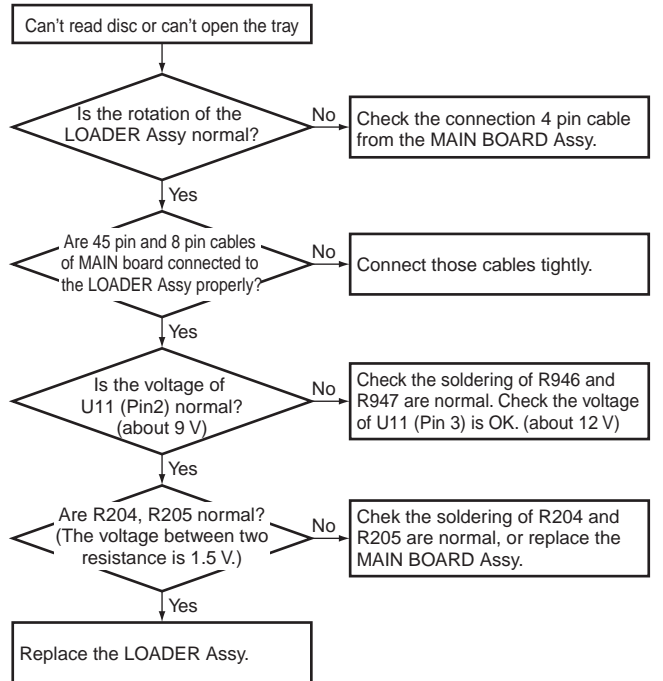 Can't read disc or can't open the tray
Is the rotation of the
LOADER Assy normal?
No
Check the connection 4 pin cable
from the MAIN BOARD Assy.
Yes
Are 45 pin and 8 pin cables
of MAIN board connected to
the LOADER Assy properly?
No
Connect those cables tightly.
Yes
Is the voltage of
U11 (Pin2) normal?
(about 9 V)
No
Check the soldering of R946 and
R947 are normal. Check the voltage
of U11 (Pin 3) is OK. (about 12 V)
Yes
Are R204, R205 normal?
(The voltage between two
resistance is 1.5 V.)
No
Chek the soldering of R204 and
R205 are normal, or replace the
MAIN BOARD Assy.
Yes
Replace the LOADER Assy.